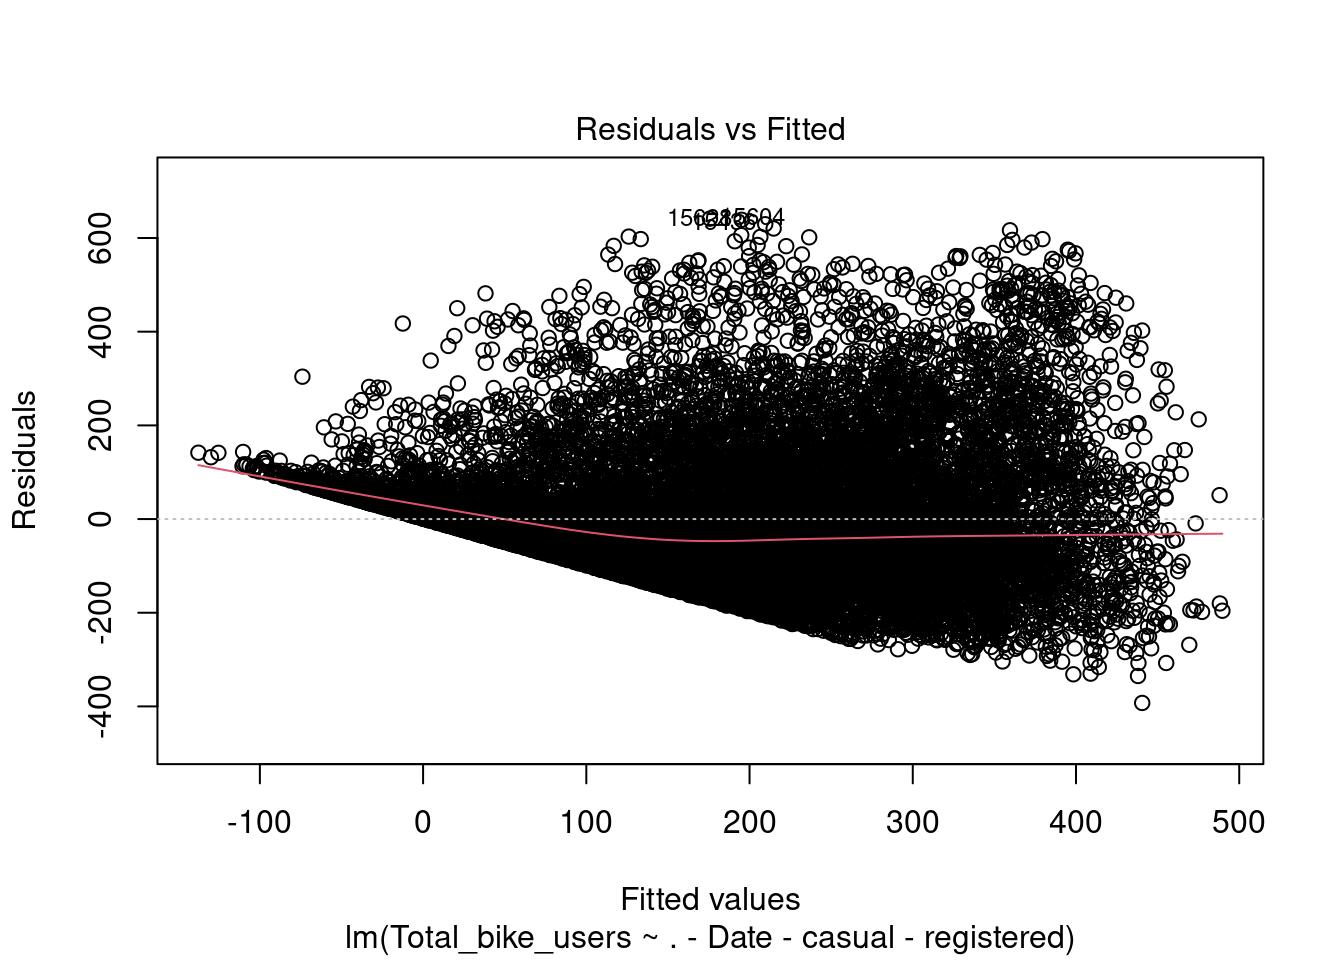 Residuals vs Fitted
15604
600
400
200
0
-200
-400
Residuals
-100 0 100 200 300 400 500
Fitted values
lm(Total_bike_users ~ . - Date - casual - registered)